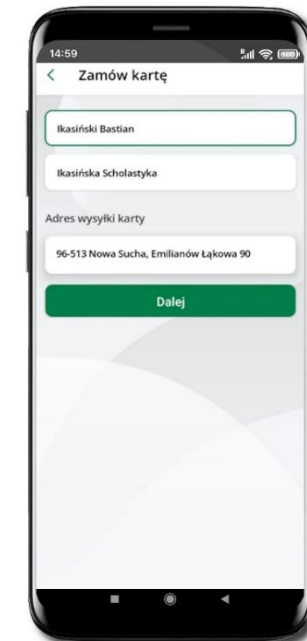 14:59
Zamów kartę
Ikasiński Bastian
Ikasińska Scholastyka
Adres wysyłki karty
96-513 Nowa Sucha, Emilianów Łąkowa 90
Dalej